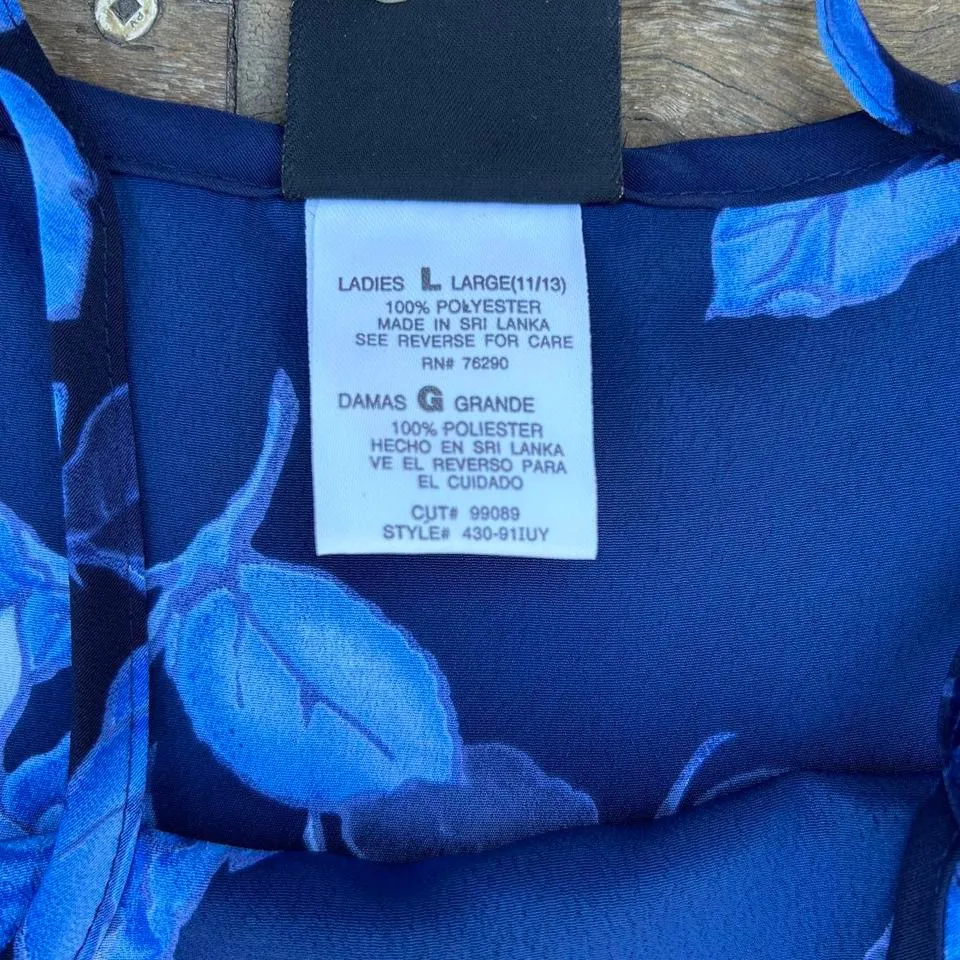 LADIES L LARGE(11/13)
100% POLYESTER
MADE IN SRI LANKA
SEE REVERSE FOR CARE
RN# 76290
DAMAS G GRANDE
100% POLIESTER
HECHO EN SRI LANKA
VE EL REVERSO PARA
EL CUIDADO
CUT# 99089
STYLE# 430-91IUY